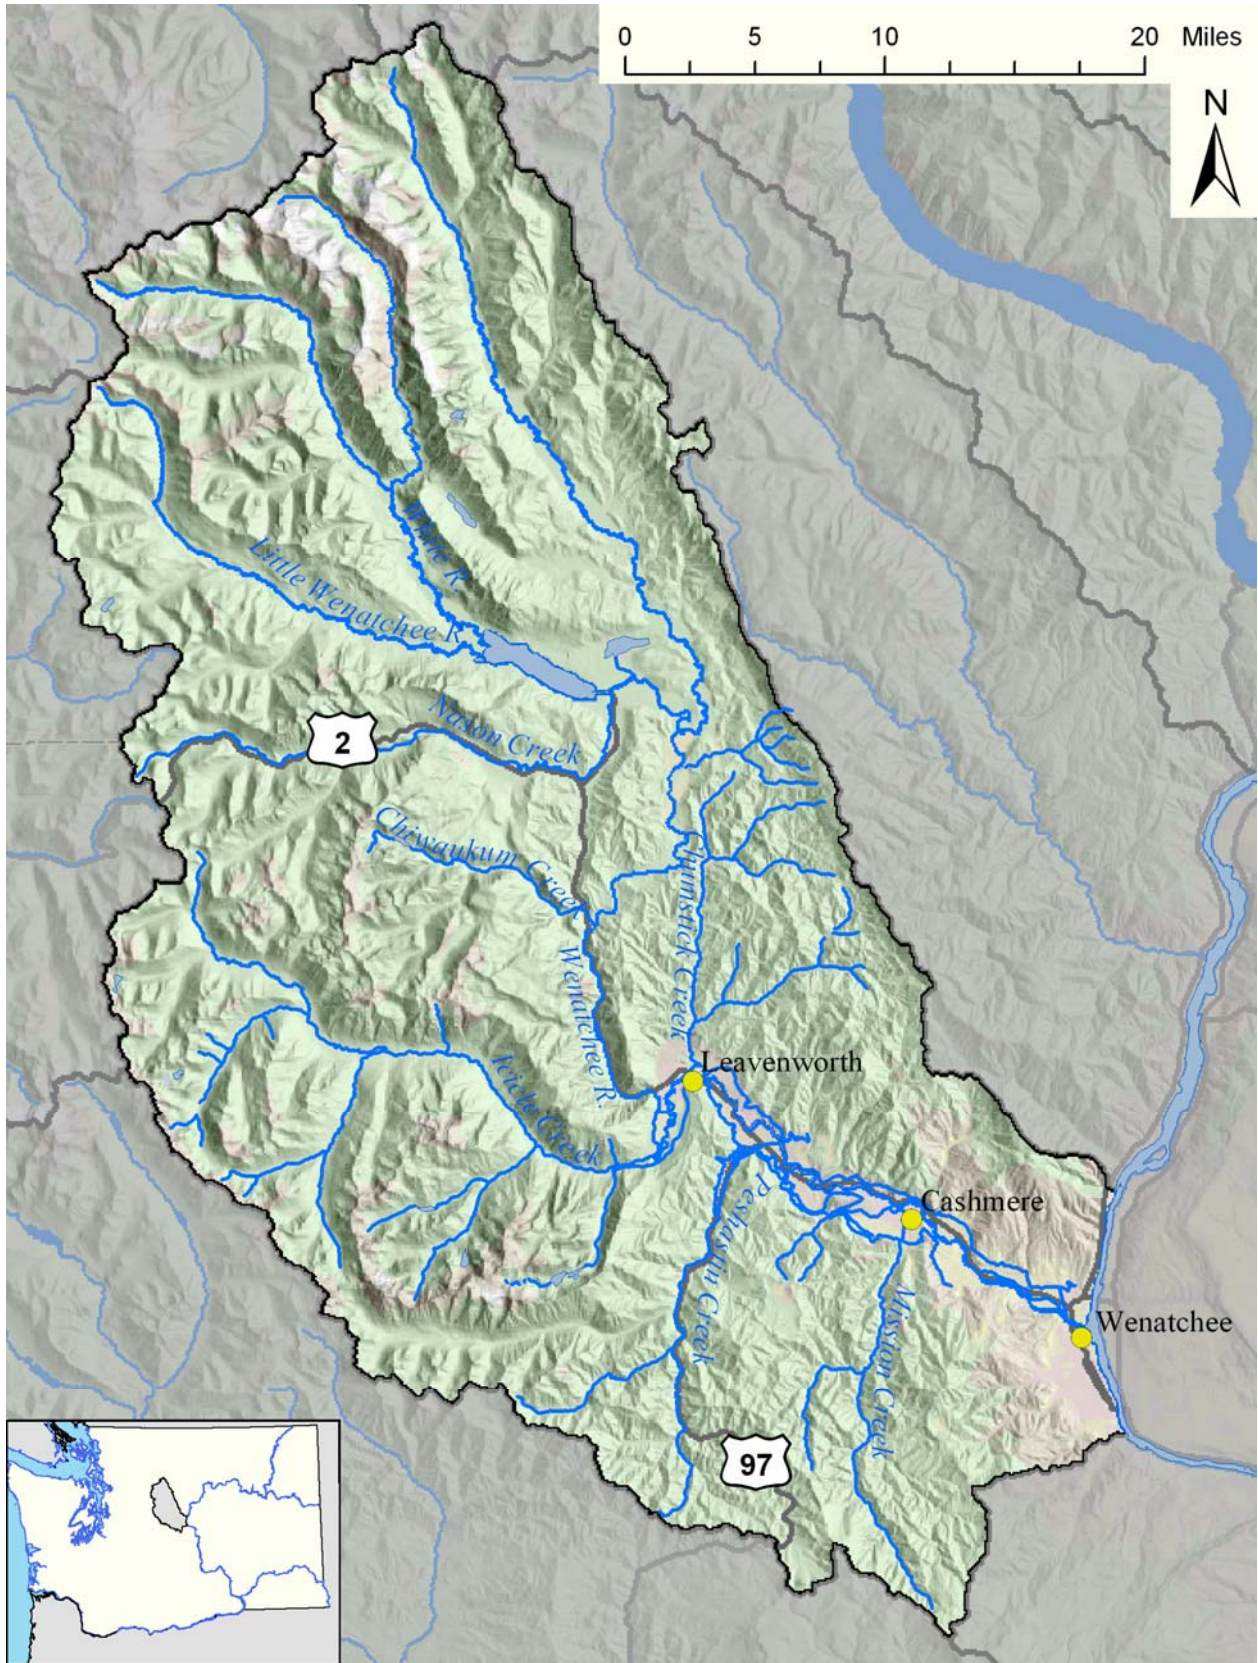 0 5 10 20 Miles
N
White R.
Little Wenatchee R.
Nason Creek
2
Chiwaukum Creek
Chumstick Creek
Wenatchee R.
Leavenworth
Icicle Creek
Peshastin Creek
Cashmere
Mission Creek
Wenatchee
97